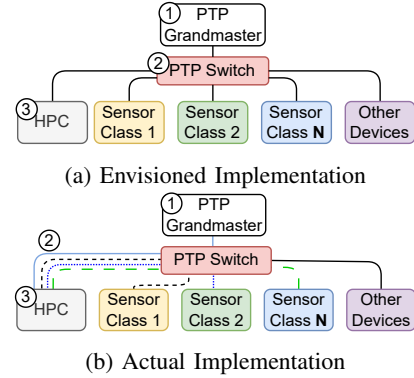 1
PTP
Grandmaster
2
PTP Switch
3
HPC
Sensor
Class 1
Sensor
Class 2
Sensor
Class N
Other
Devices
(a) Envisioned Implementation
1
PTP
Grandmaster
2
PTP Switch
3
HPC
Sensor
Class 1
Sensor
Class 2
Sensor
Class N
Other
Devices
(b) Actual Implementation